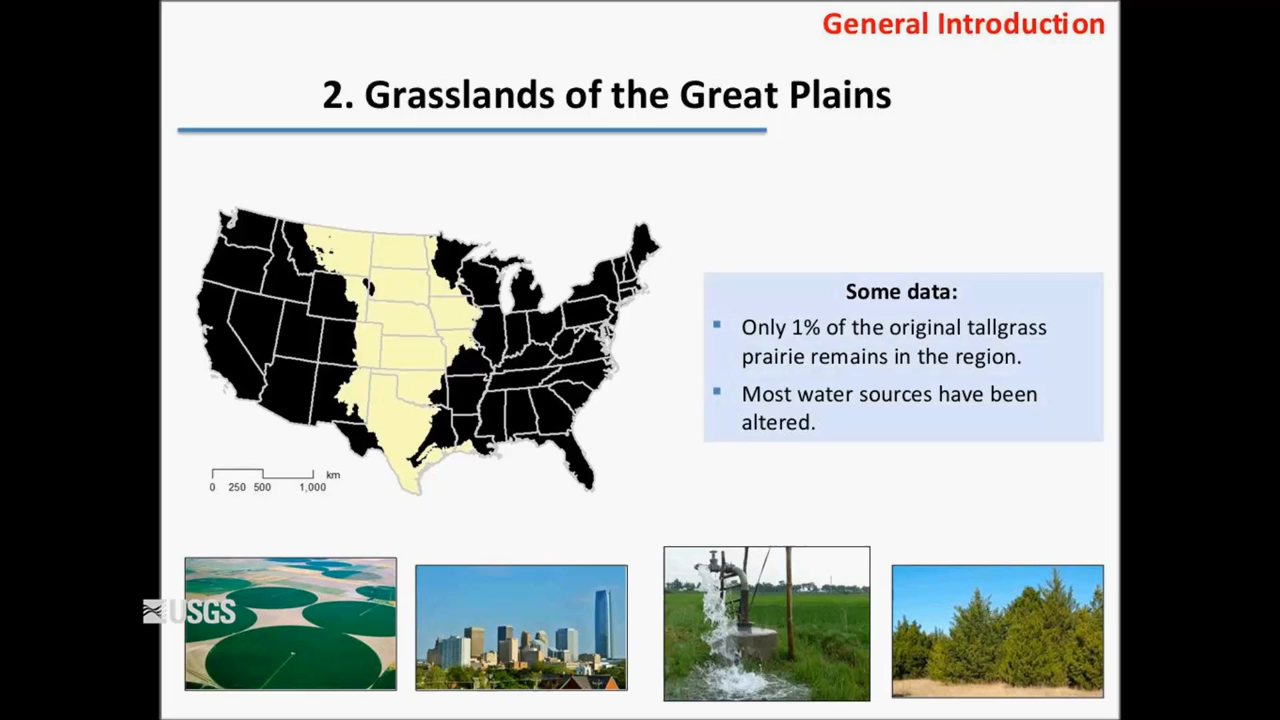 General Introduction
2. Grasslands of the Great Plains
Some data:
Only 1% of the original tallgrass
prairie remains in the region.
Most water sources have been
altered.
km
0 250 500 1,000
USGS